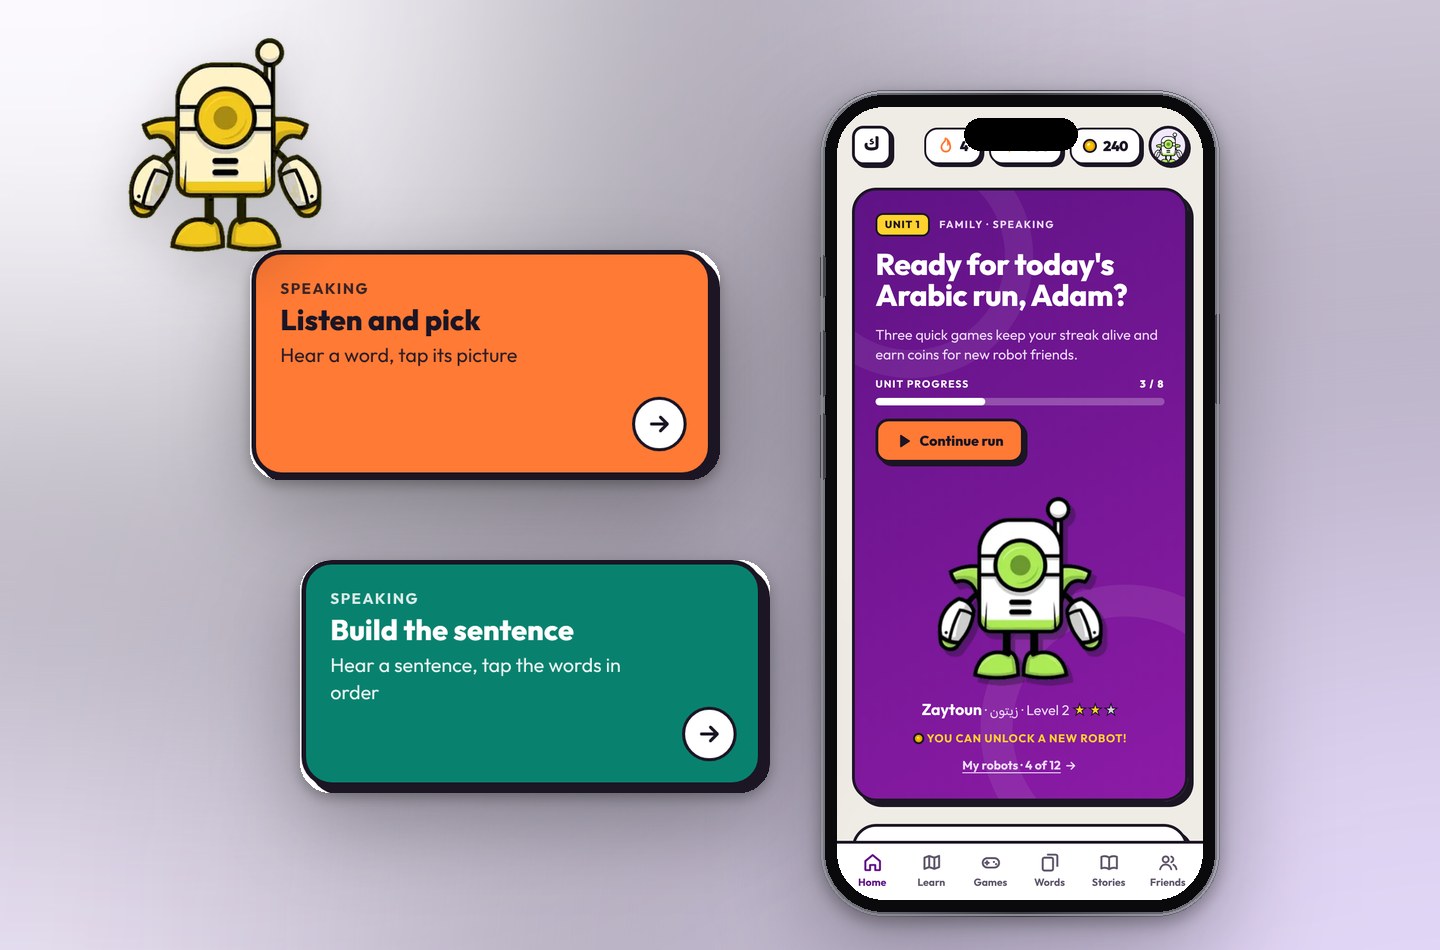 SPEAKING
Listen and pick
Hear a word, tap its picture
SPEAKING
Build the sentence
Hear a sentence, tap the words in
order
ك
4
240
UNIT 1 FAMILY · SPEAKING
Ready for today's
Arabic run, Adam?
Three quick games keep your streak alive and
earn coins for new robot friends.
UNIT PROGRESS 3 / 8
Continue run
Zaytoun · زيتون · Level 2
YOU CAN UNLOCK A NEW ROBOT!
My robots · 4 of 12 →
Home Learn Games Words Stories Friends